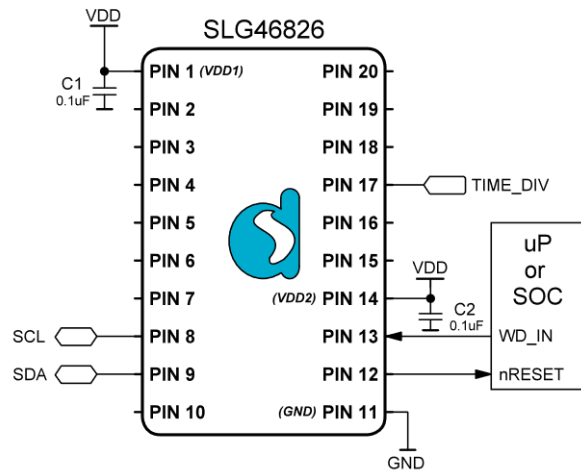 VDD
SLG46826
C1
0.1uF
PIN 1 (VDD1)
PIN 2
PIN 3
PIN 4
PIN 5
PIN 6
PIN 7
SCL
PIN 8
SDA
PIN 9
PIN 10
PIN 20
PIN 19
PIN 18
PIN 17
TIME_DIV
PIN 16
PIN 15
VDD
(VDD2) PIN 14
C2
0.1uF
PIN 13
PIN 12
(GND) PIN 11
GND
uP
or
SOC
WD_IN
nRESET